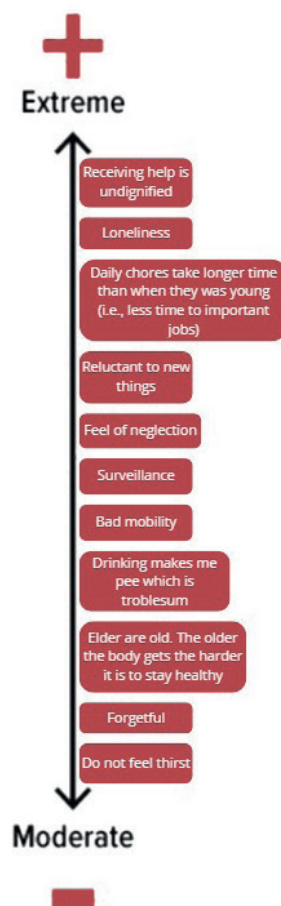 Extreme
Receiving help is
undignified
Loneliness
Daily chores take longer time
than when they was young
(i.e., less time to important
jobs)
Reluctant to new
things
Feel of neglection
Surveillance
Bad mobility
Drinking makes me
pee which is
troblesum
Elder are old. The older
the body gets the harder
it is to stay healthy
Forgetful
Do not feel thirst
Moderate